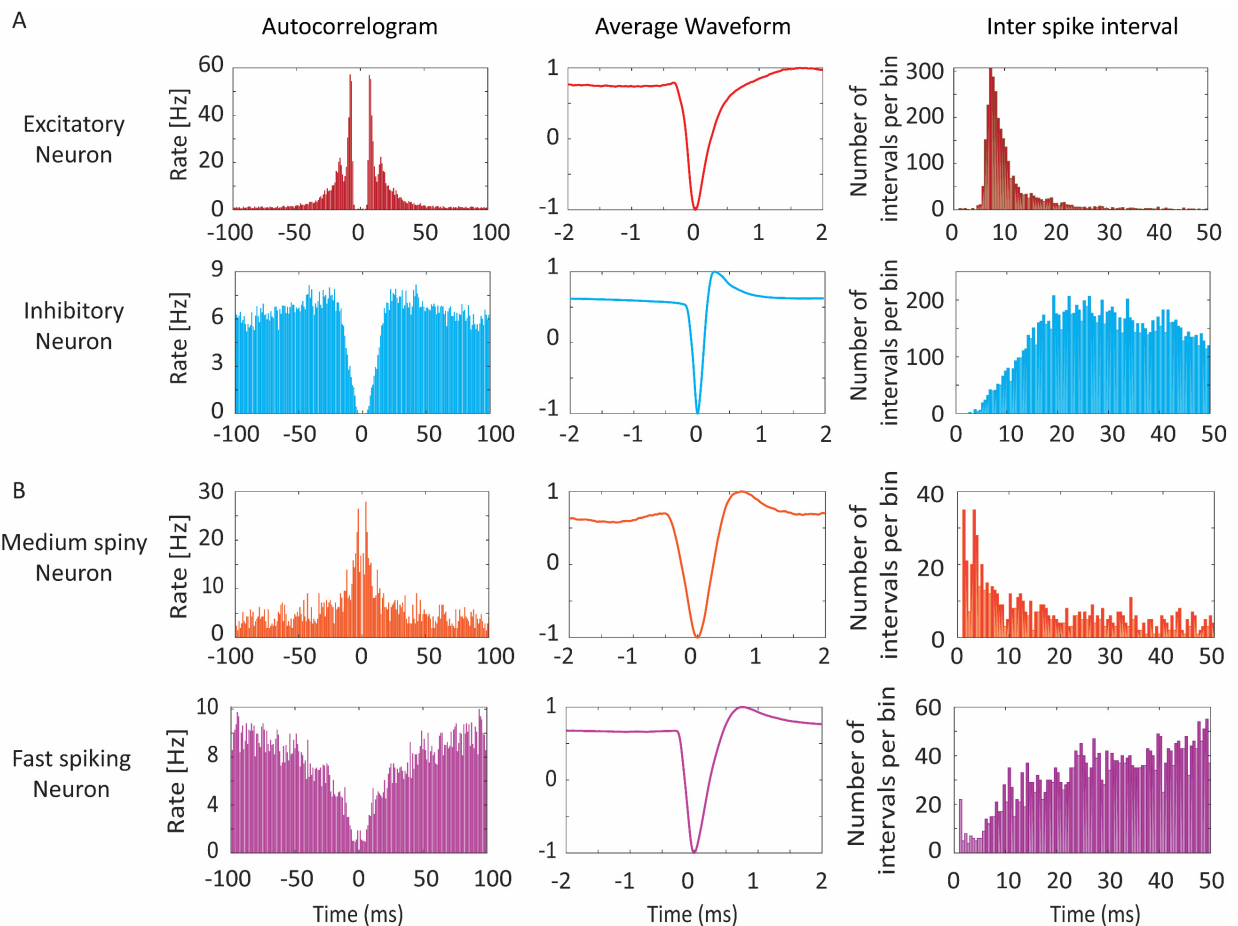 A
Autocorrelogram
Average Waveform
Inter spike interval
Excitatory
Neuron
Rate [Hz]
60
40
20
0
-100 -50 0 50 100
1
0
-1
-2 -1 0 1 2
Number of
intervals per bin
300
200
100
0
0 10 20 30 40 50
Inhibitory
Neuron
Rate [Hz]
9
6
3
0
-100 -50 0 50 100
1
0
-1
-2 -1 0 1 2
Number of
intervals per bin
200
100
0
0 10 20 30 40 50
B
Medium spiny
Neuron
Rate [Hz]
30
20
10
0
-100 -50 0 50 100
1
0
-1
-2 -1 0 1 2
Number of
intervals per bin
40
20
0
0 10 20 30 40 50
Fast spiking
Neuron
Rate [Hz]
10
8
4
2
0
-100 -50 0 50 100
Time (ms)
1
0
-1
-2 -1 0 1 2
Time (ms)
Number of
intervals per bin
60
40
20
0
0 10 20 30 40 50
Time (ms)